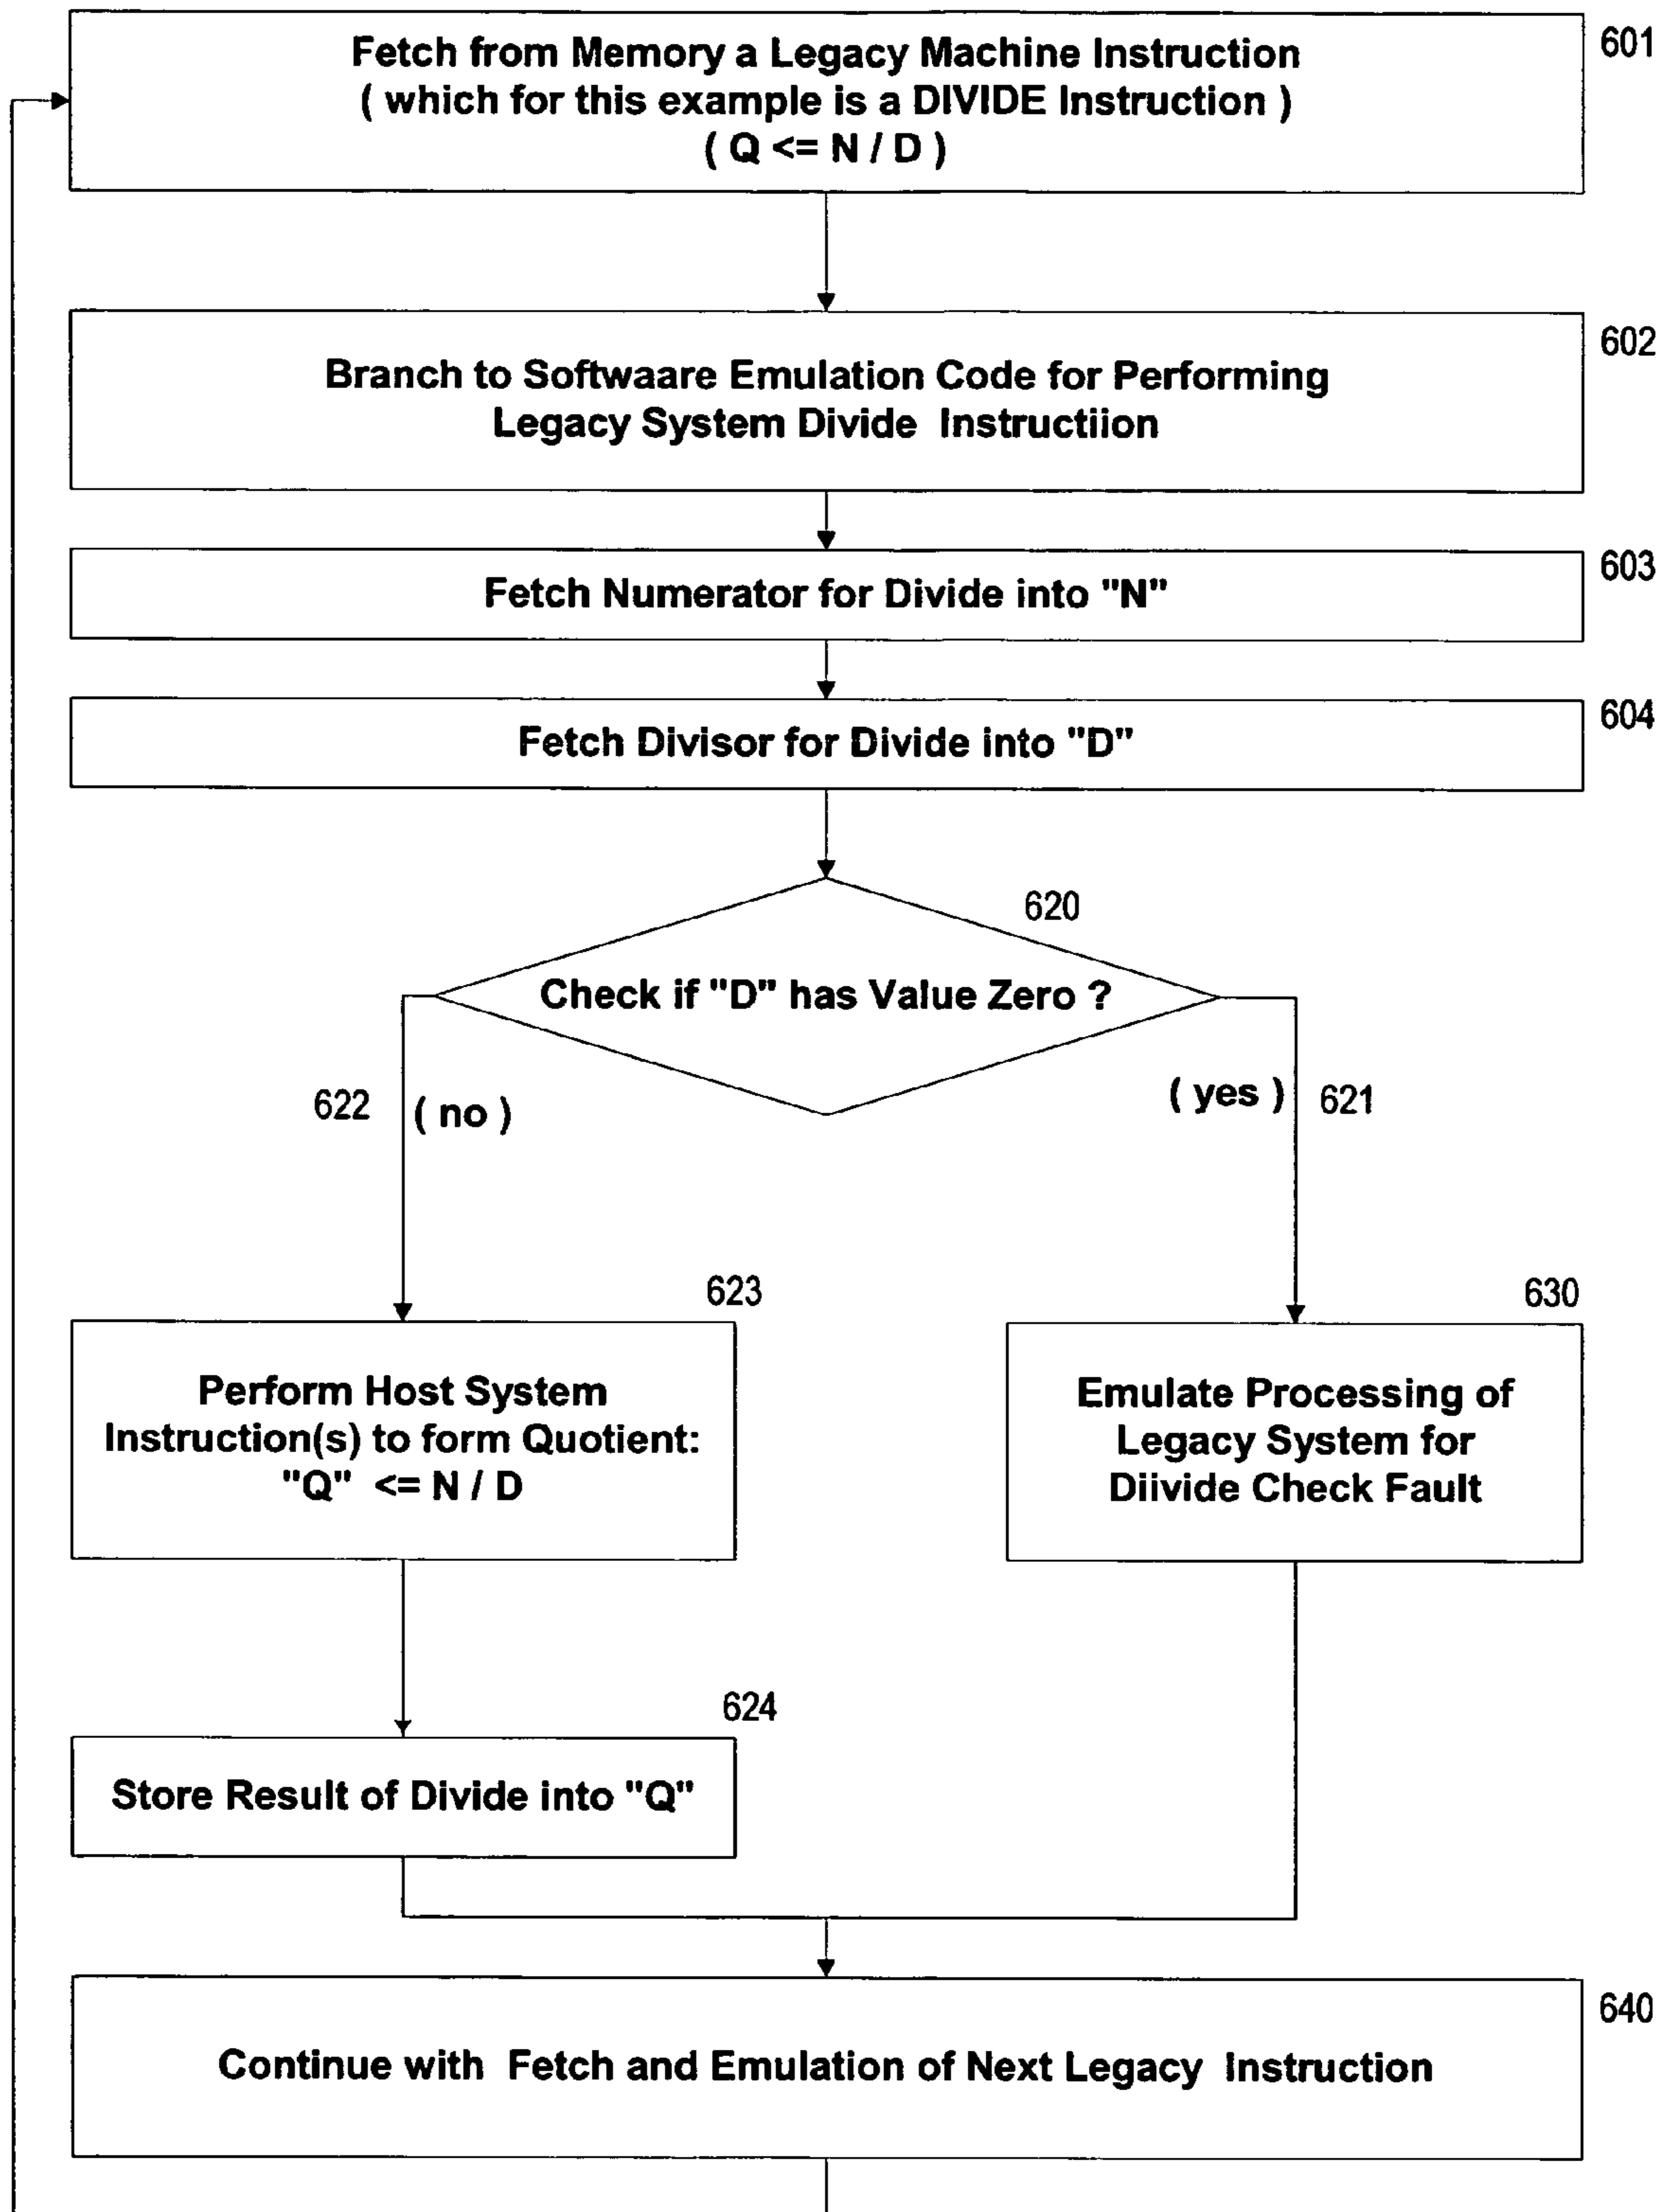 Fetch from Memory a Legacy Machine Instruction
( which for this example is a DIVIDE Instruction )
( Q <= N / D )
601
Branch to Softwaare Emulation Code for Performing
Legacy System Divide Instructiion
602
Fetch Numerator for Divide into "N"
603
Fetch Divisor for Divide into "D"
604
620
Check if "D" has Value Zero ?
622
( no )
( yes )
621
623
Perform Host System
Instruction(s) to form Quotient:
"Q" <= N / D
630
Emulate Processing of
Legacy System for
Diivide Check Fault
624
Store Result of Divide into "Q"
640
Continue with Fetch and Emulation of Next Legacy Instruction